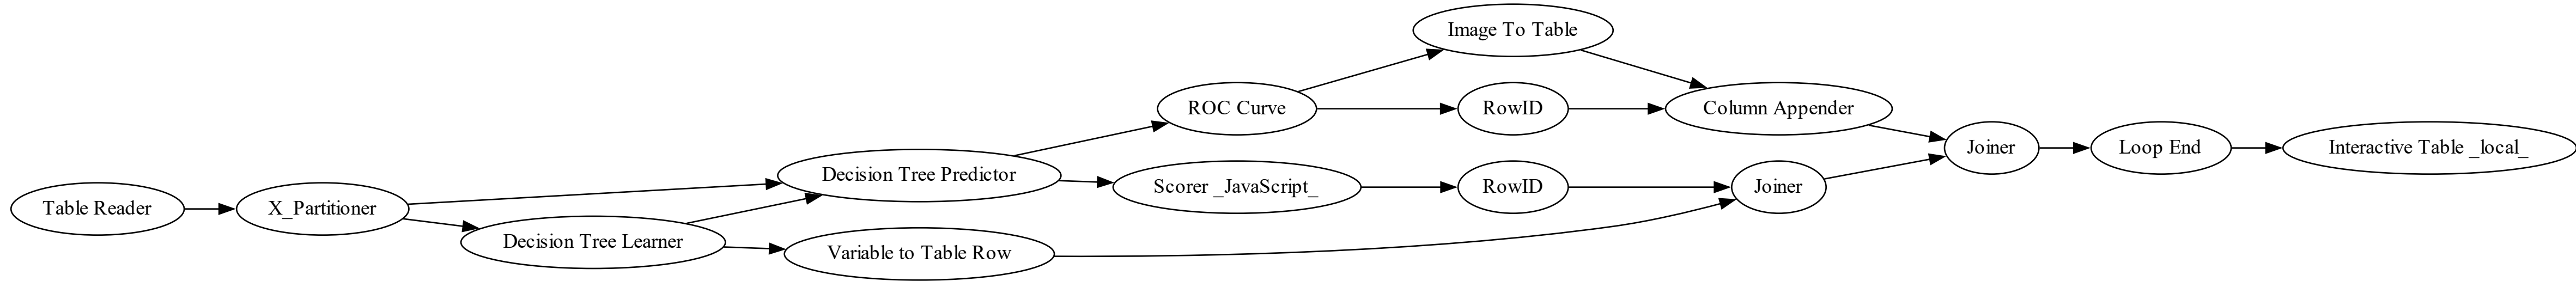 Table Reader
X_Partitioner
Decision Tree Learner
Decision Tree Predictor
Variable to Table Row
ROC Curve
Scorer _JavaScript_
Image To Table
RowID
RowID
Column Appender
Joiner
Joiner
Loop End
Interactive Table _local_